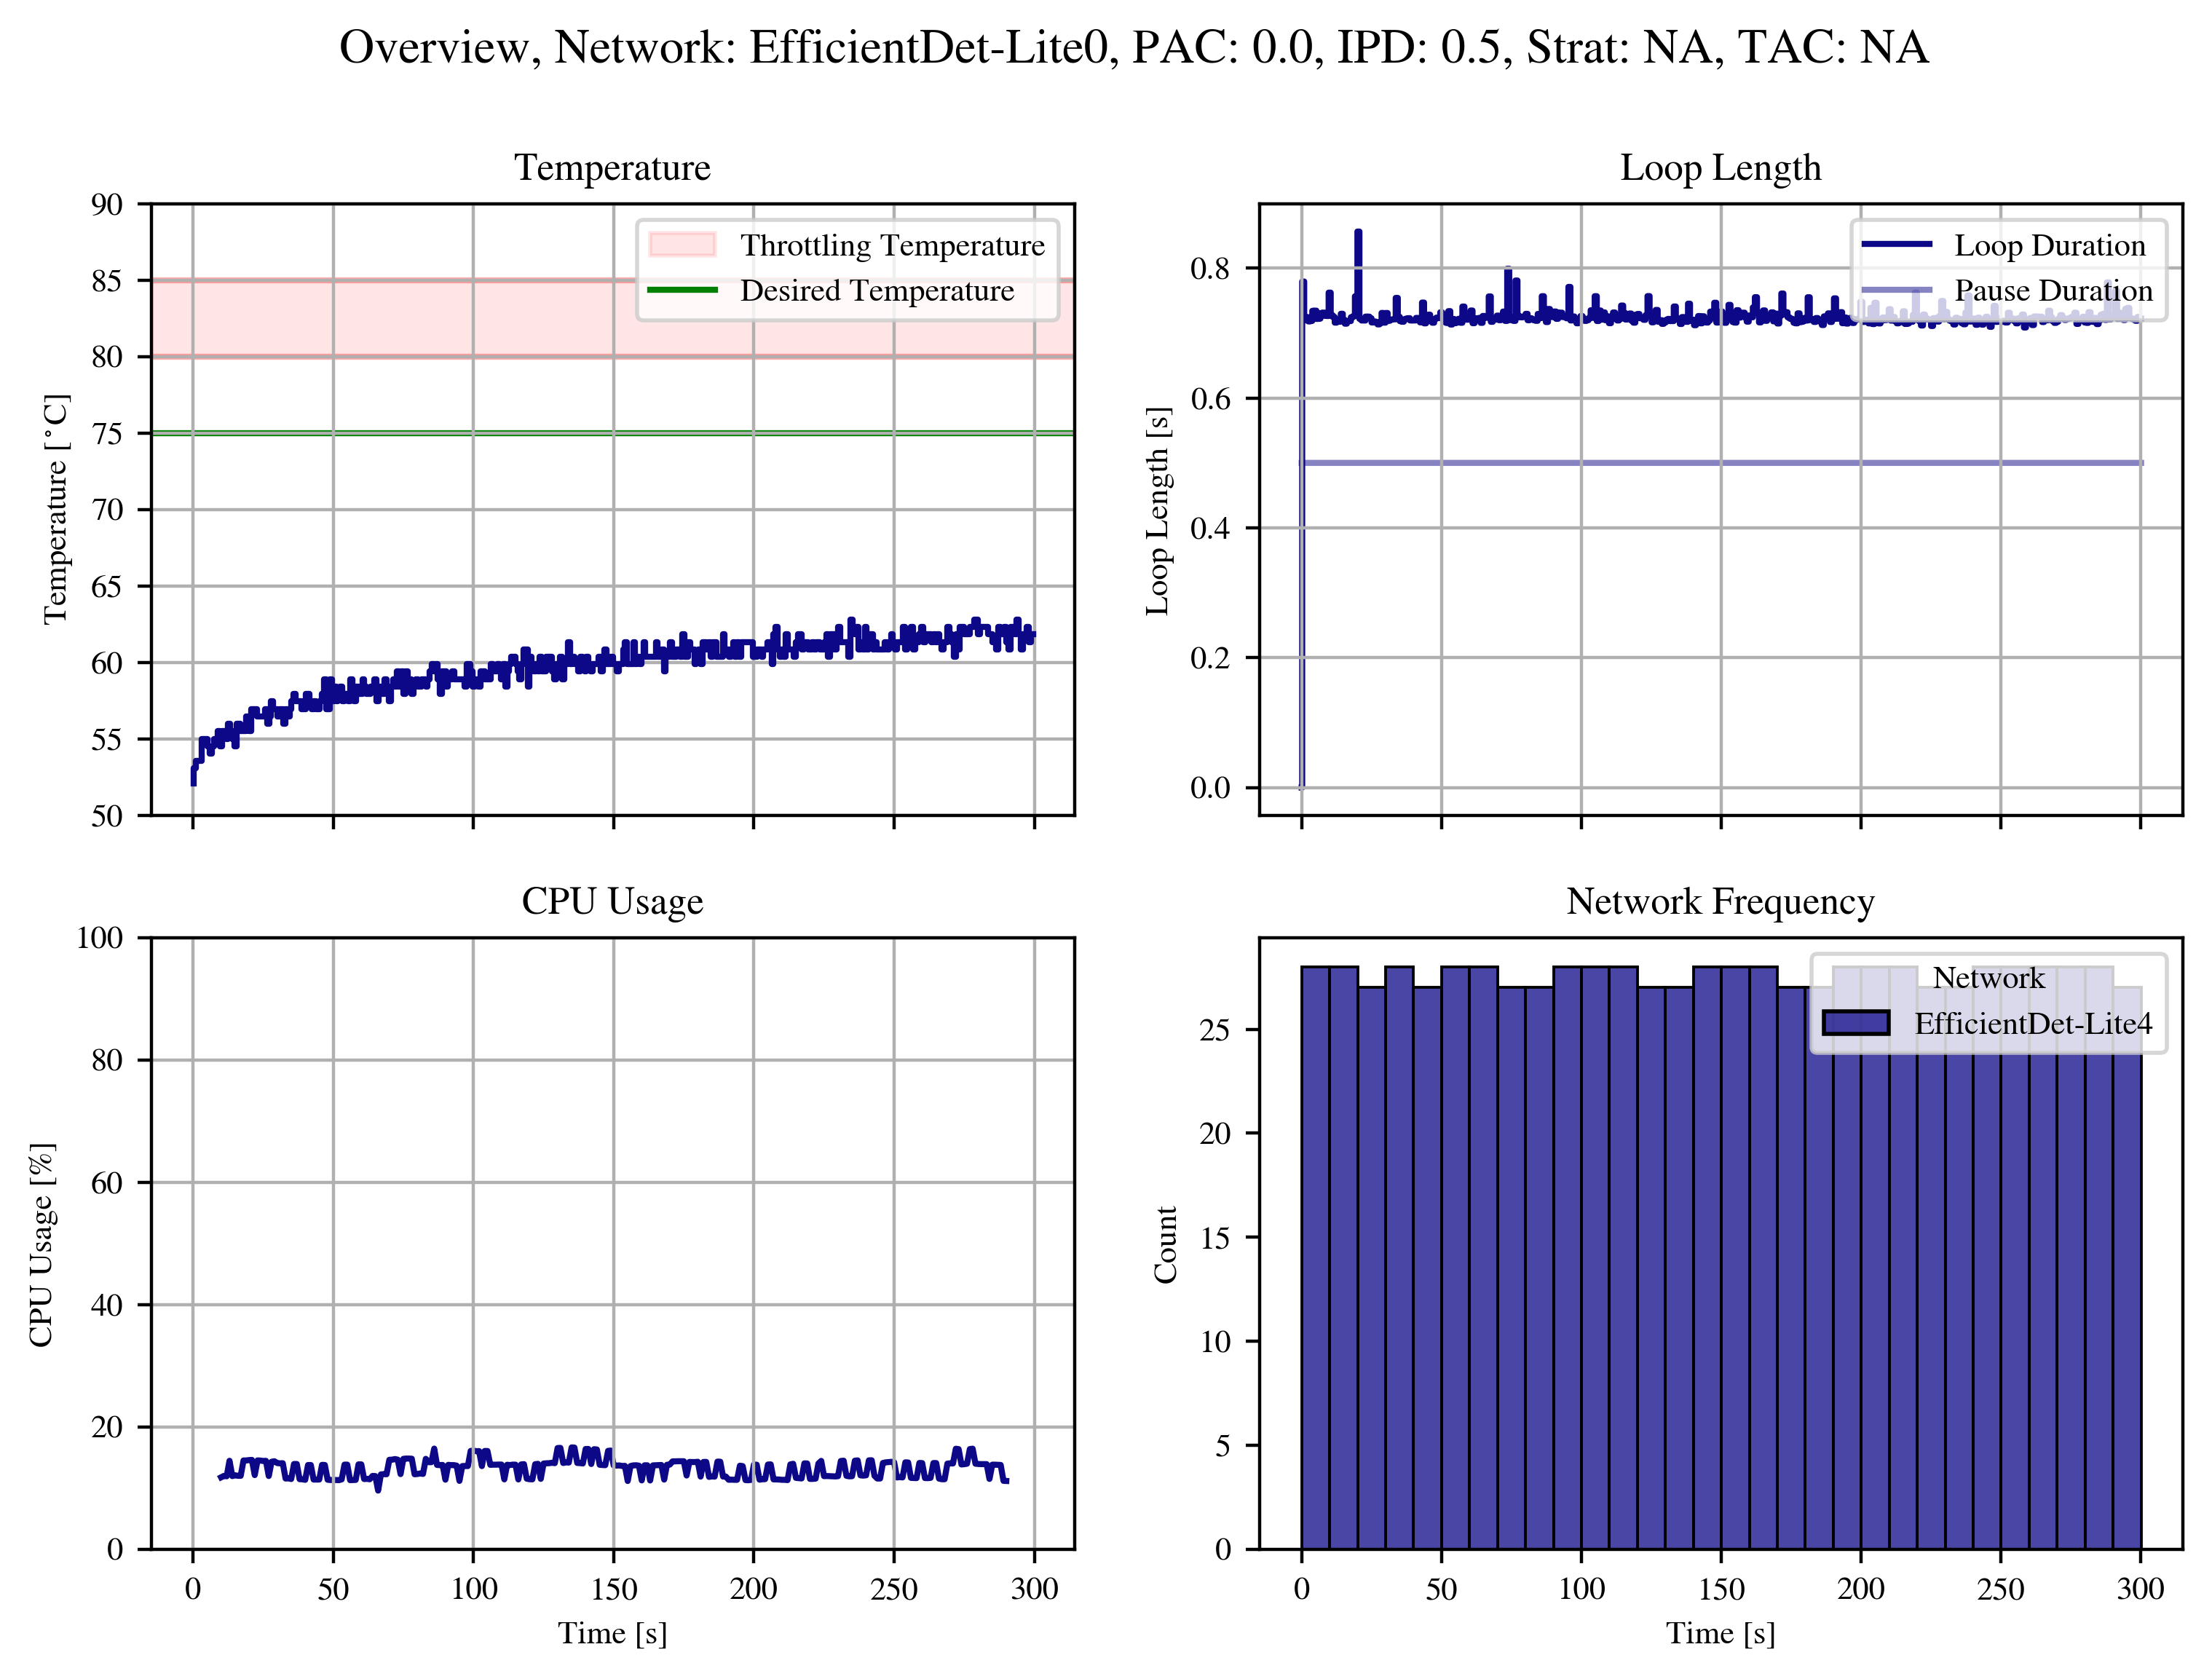 Overview, Network: EfficientDet-Lite0, PAC: 0.0, IPD: 0.5, Strat: NA, TAC: NA
Temperature
90
85
80
75
70
65
60
55
50
Temperature [°C]
Throttling Temperature
Desired Temperature
Loop Length
0.8
0.6
0.4
0.2
0.0
Loop Length [s]
Loop Duration
Pause Duration
CPU Usage
100
80
60
40
20
0
CPU Usage [%]
0 50 100 150 200 250 300
Time [s]
Network Frequency
25
20
15
10
5
0
Count
Network
EfficientDet-Lite4
0 50 100 150 200 250 300
Time [s]